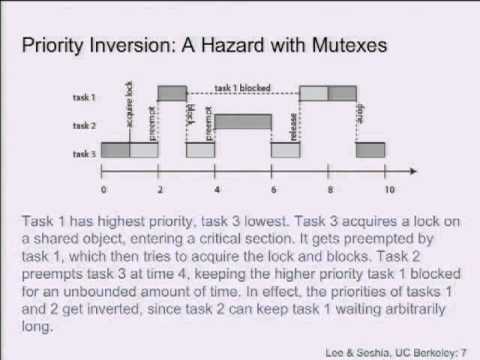 Priority Inversion: A Hazard with Mutexes
acquire lock
preempt
block
preempt
task 1 blocked
release
done
task 1
task 2
task 3
0 2 4 6 8 10
Task 1 has highest priority, task 3 lowest. Task 3 acquires a lock on
a shared object, entering a critical section. It gets preempted by
task 1, which then tries to acquire the lock and blocks. Task 2
preempts task 3 at time 4, keeping the higher priority task 1 blocked
for an unbounded amount of time. In effect, the priorities of tasks 1
and 2 get inverted, since task 2 can keep task 1 waiting arbitrarily
long.
Lee & Seshia, UC Berkeley: 7